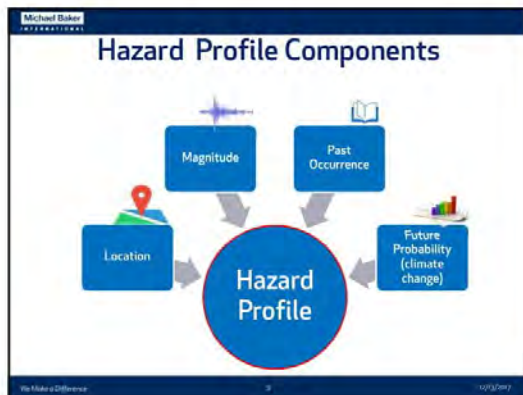 Michael Baker
INTERNATIONAL
Hazard Profile Components
Magnitude
Past
Occurrence
Location
Future
Probability
(climate
change)
Hazard
Profile
We Make a Difference